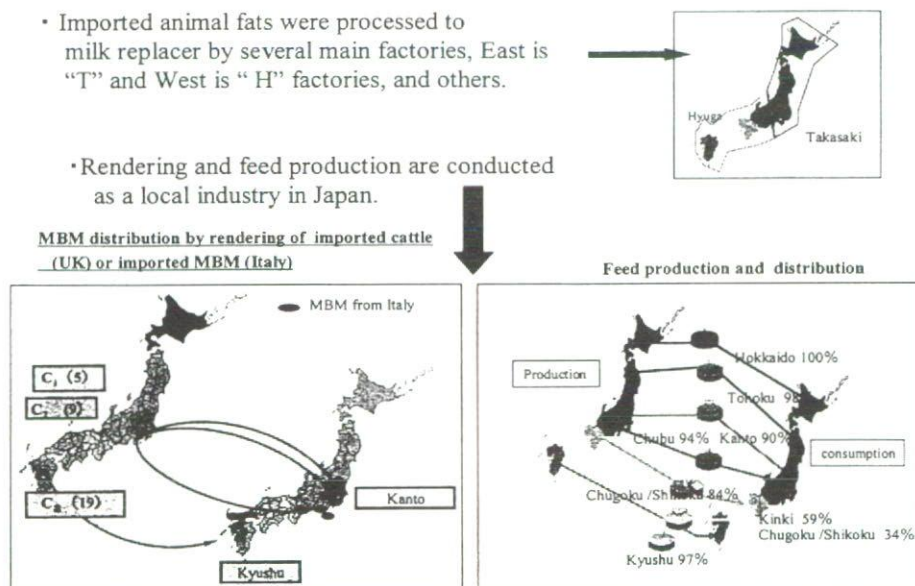 ・Imported animal fats were processed to
milk replacer by several main factories, East is
“T” and West is “ H” factories, and others.
Hyuga
Takasaki
・Rendering and feed production are conducted
as a local industry in Japan.
MBM distribution by rendering of imported cattle
(UK) or imported MBM (Italy)
MBM from Italy
(5)
(9)
(19)
Kanto
Kyushu
Feed production and distribution
Production
Hokkaido 100%
Tohoku
Chubu 94%
Kanto 90%
consumption
Chugoku /Shikoku 84%
Kinki 59%
Chugoku /Shikoku 34%
Kyushu 97%